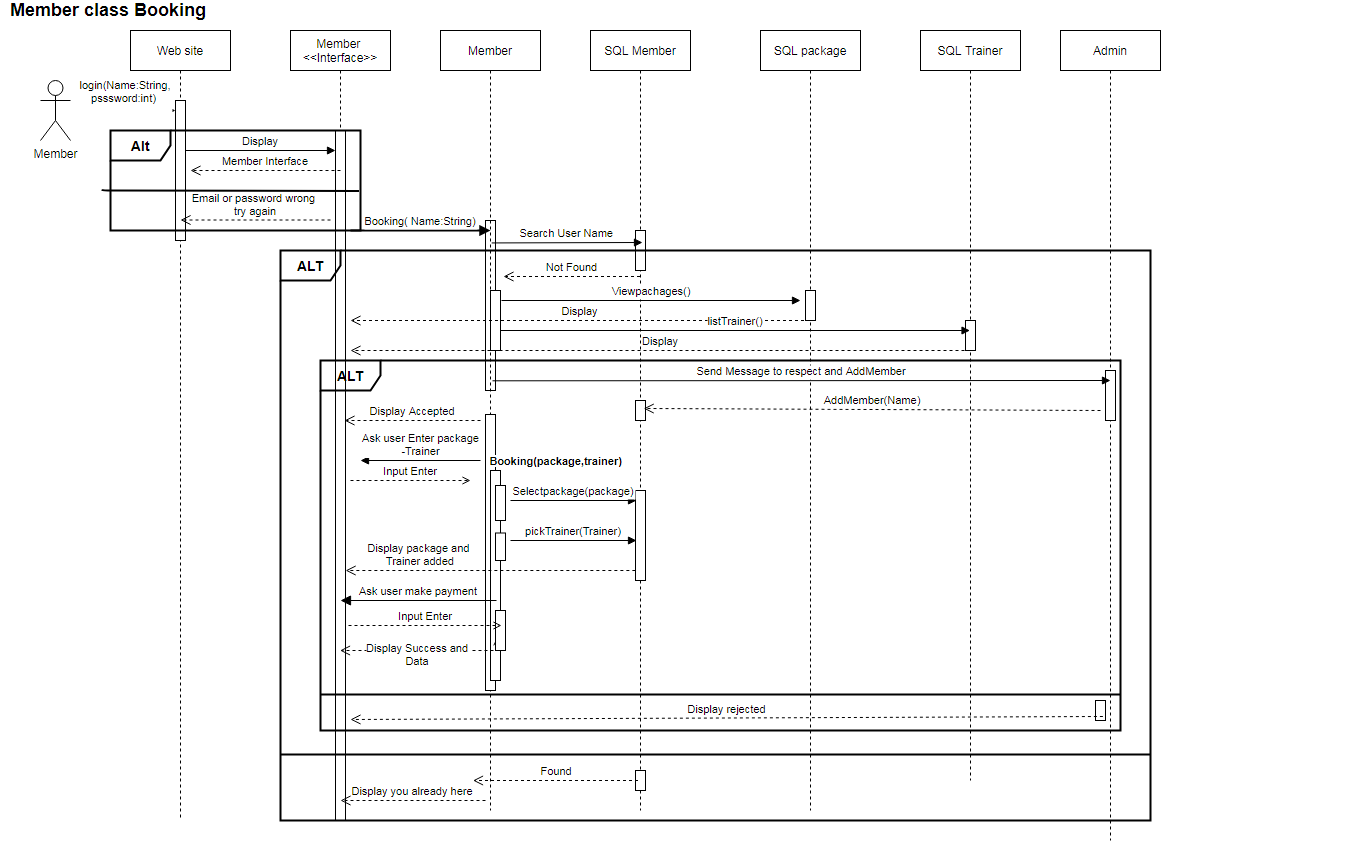 Member class Booking
Web site
Member
<<Interface>>
Member
SQL Member
SQL package
SQL Trainer
Admin
login(Name:String,
psssword:int)
Member
Alt
Display
Member Interface
Email or password wrong
try again
Booking( Name:String)
Search User Name
ALT
Not Found
Viewpachages()
Display
listTrainer()
Display
ALT
Send Message to respect and AddMember
AddMember(Name)
Display Accepted
Ask user Enter package
-Trainer
Booking(package,trainer)
Input Enter
Selectpackage(package)
pickTrainer(Trainer)
Display package and
Trainer added
Ask user make payment
Input Enter
Display Success and
Data
Display rejected
Found
Display you already here